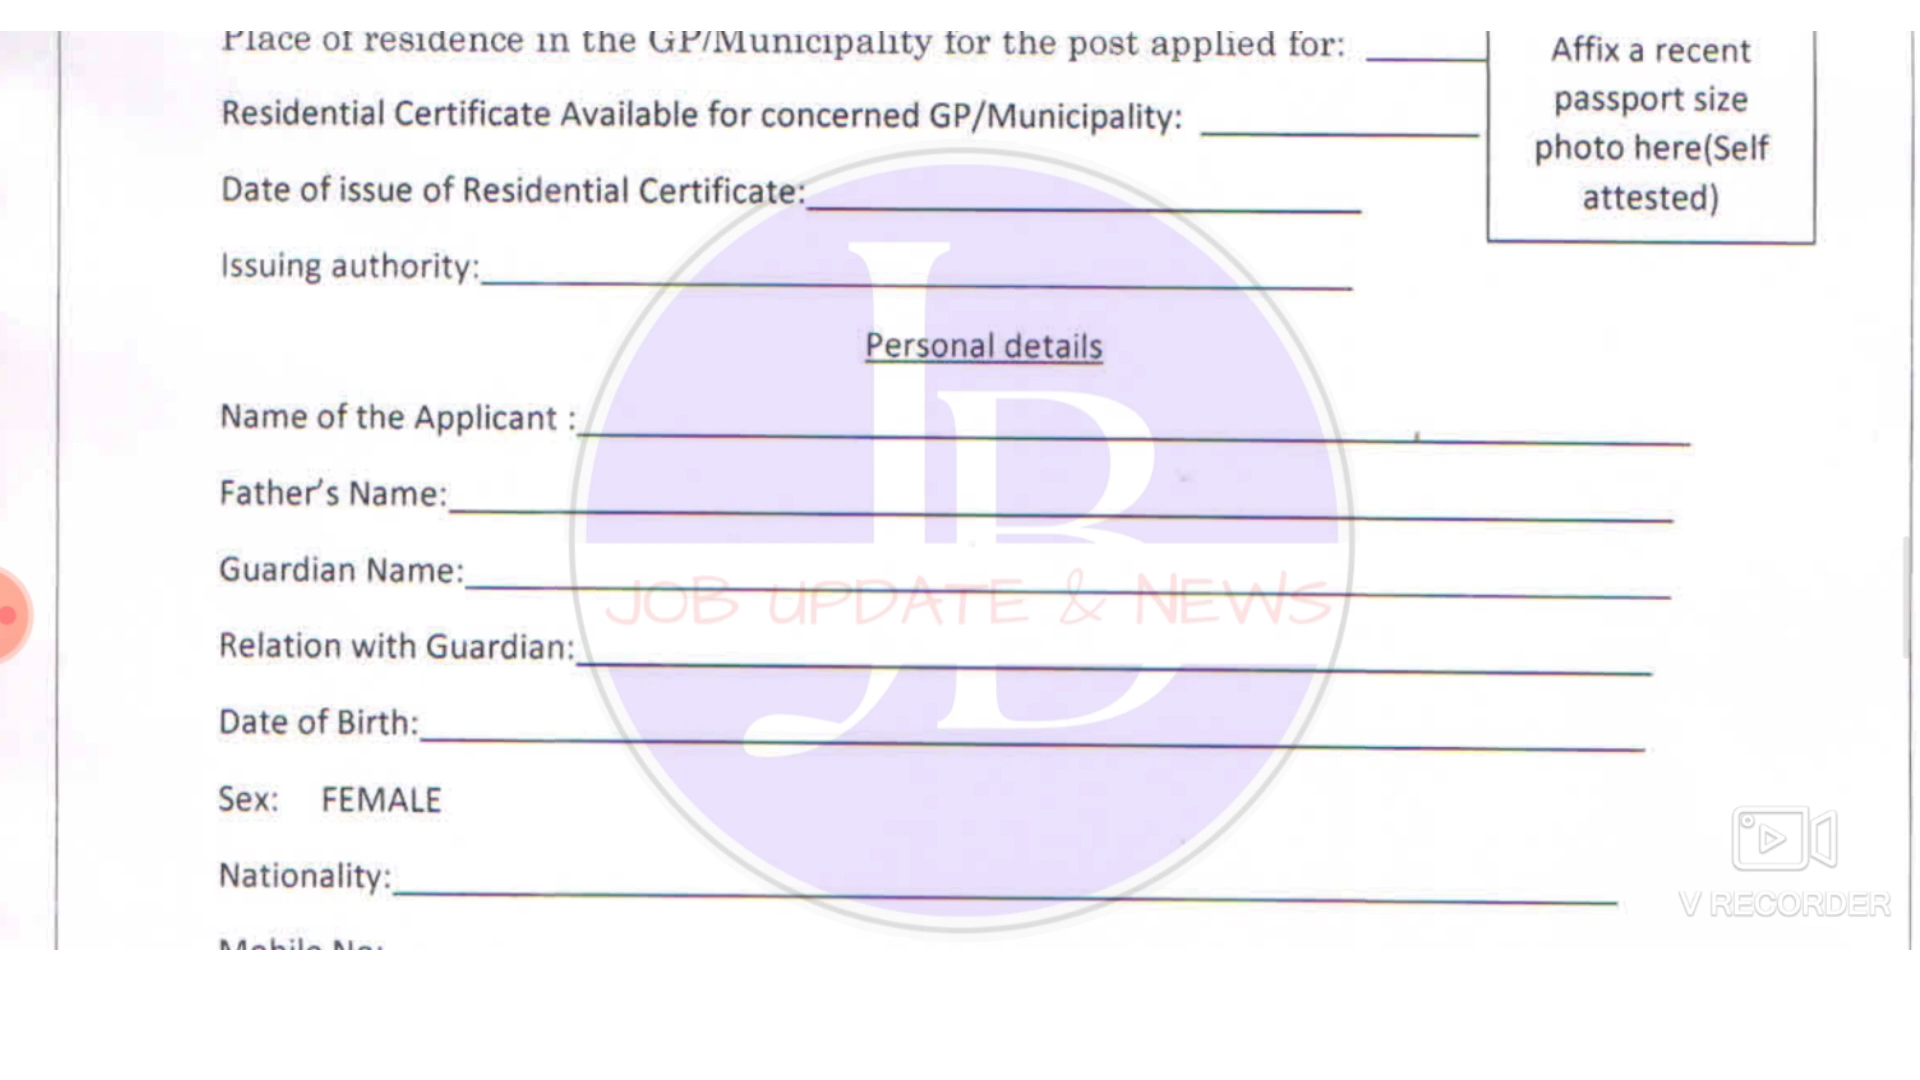 Place of residence in the GP/Municipality for the post applied for:
Affix a recent
passport size
photo here(Self
attested)
Residential Certificate Available for concerned GP/Municipality:
Date of issue of Residential Certificate:
Issuing authority:
Personal details
Name of the Applicant :
Father's Name:
Guardian Name:
JOB UPDATE & NEWS
Relation with Guardian:
Date of Birth:
Sex: FEMALE
Nationality:
V RECORDER
Mobile No:
JB